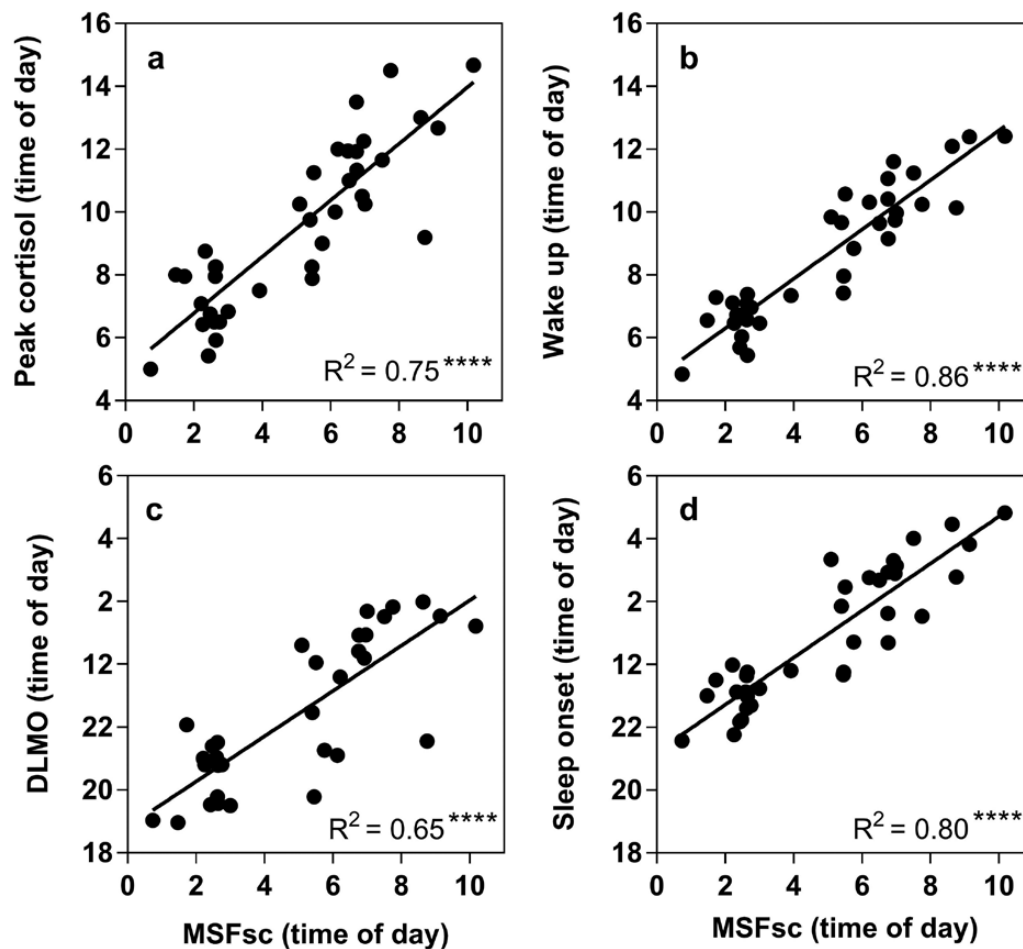 a
Peak cortisol (time of day)
16
14
12
10
8
6
4
0 2 4 6 8 10
R² = 0.75 ****
b
Wake up (time of day)
16
14
12
10
8
6
4
0 2 4 6 8 10
R² = 0.86 ****
c
DLMO (time of day)
6
4
2
12
22
20
18
0 2 4 6 8 10
R² = 0.65 ****
MSFsc (time of day)
d
Sleep onset (time of day)
6
4
2
12
22
20
18
0 2 4 6 8 10
R² = 0.80 ****
MSFsc (time of day)